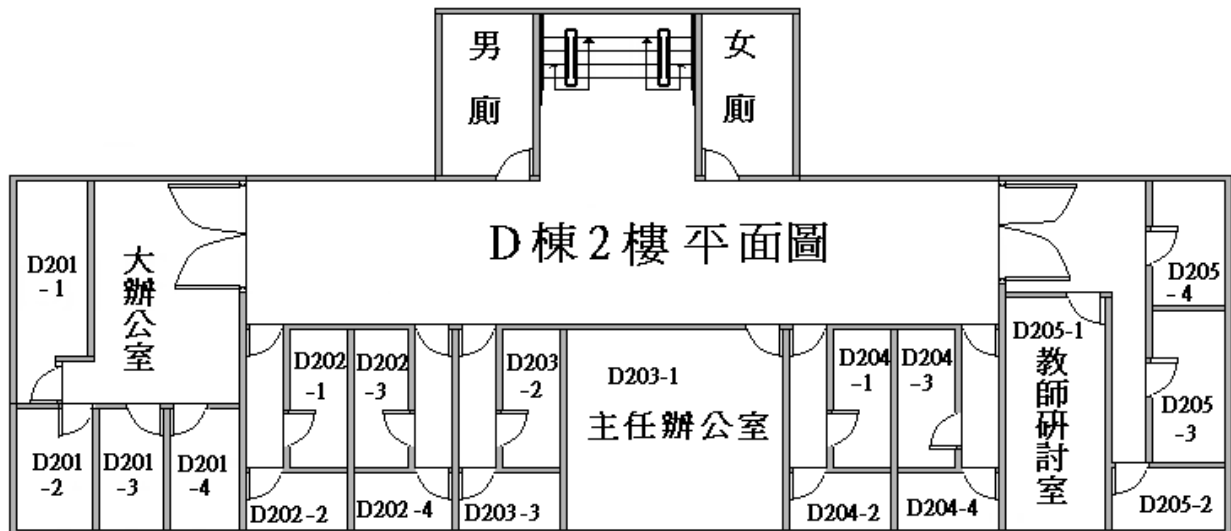 男廁
女廁
D棟2樓平面圖
D201-1
大辦公室
D205-4
D205-1
教師研討室
D202-1
D202-3
D203-2
D203-1
主任辦公室
D204-1
D204-3
D205-3
D201-2
D201-3
D201-4
D202-2
D202-4
D203-3
D204-2
D204-4
D205-2